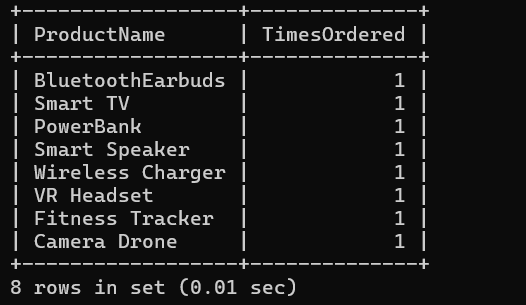 +------------------+--------------+
| ProductName      | TimesOrdered |
+------------------+--------------+
| BluetoothEarbuds |            1 |
| Smart TV         |            1 |
| PowerBank        |            1 |
| Smart Speaker    |            1 |
| Wireless Charger |            1 |
| VR Headset       |            1 |
| Fitness Tracker  |            1 |
| Camera Drone     |            1 |
+------------------+--------------+
8 rows in set (0.01 sec)